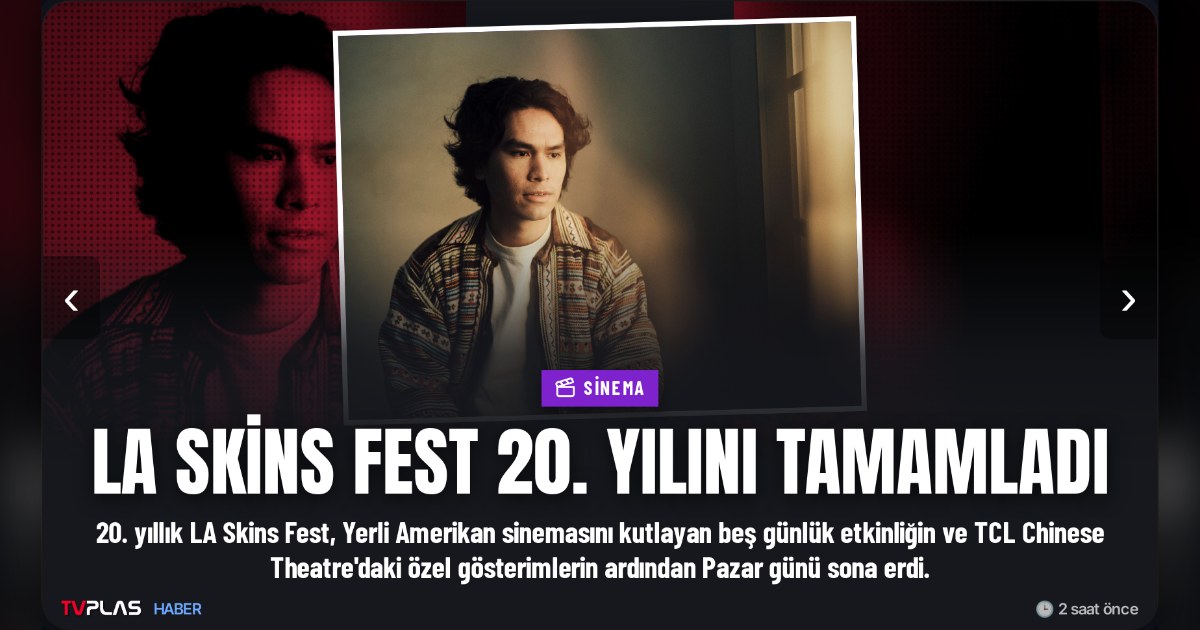 SİNEMA
LA SKİNS FEST 20. YILINI TAMAMLADI
20. yıllık LA Skins Fest, Yerli Amerikan sinemasını kutlayan beş günlük etkinliğin ve TCL Chinese
Theatre'daki özel gösterimlerin ardından Pazar günü sona erdi.
TVPLAS HABER
2 saat önce